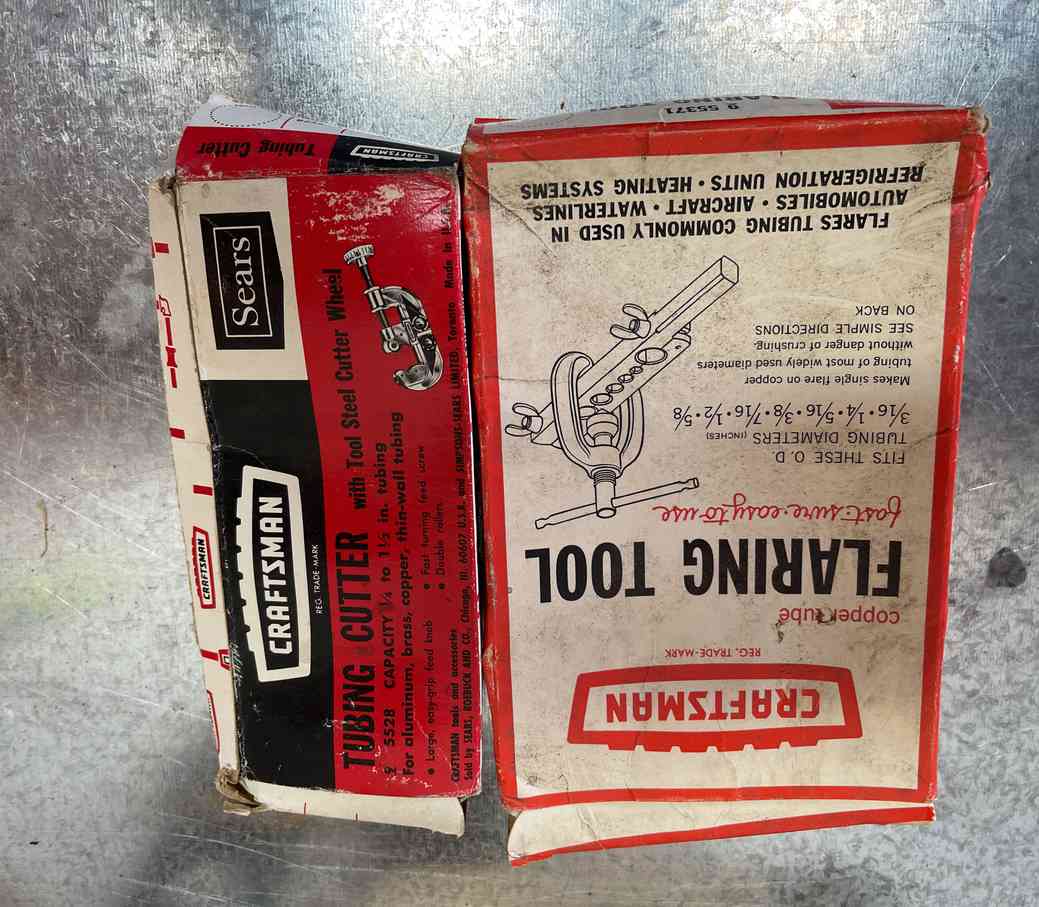 Tubing Cutter
CRAFTSMAN
Sears
CRAFTSMAN
REG. TRADE-MARK
TUBING CUTTER with Tool Steel Cutter Wheel
9 5528 CAPACITY 1/4 to 1 1/2 in. tubing
For aluminum, brass, copper, thin-wall tubing
• Large, easy-grip feed knob • Fast turning feed screw
• Double rollers
CRAFTSMAN tools and accessories
Sold by SEARS, ROEBUCK AND CO., Chicago, Ill. 60607 U.S.A. and SIMPSONS-SEARS LIMITED, Toronto Made in
CRAFTSMAN
9 55371
FLARING
CRAFTSMAN
REG. TRADE-MARK
copper tube
FLARING TOOL
fast·sure·easy to use
FITS THESE O. D.
TUBING DIAMETERS (INCHES)
3/16 • 1/4 • 5/16 • 3/8 • 7/16 • 1/2 • 5/8
Makes single flare on copper
tubing of most widely used diameters
without danger of crushing.
SEE SIMPLE DIRECTIONS
ON BACK
FLARES TUBING COMMONLY USED IN
AUTOMOBILES • AIRCRAFT • WATERLINES
REFRIGERATION UNITS • HEATING SYSTEMS